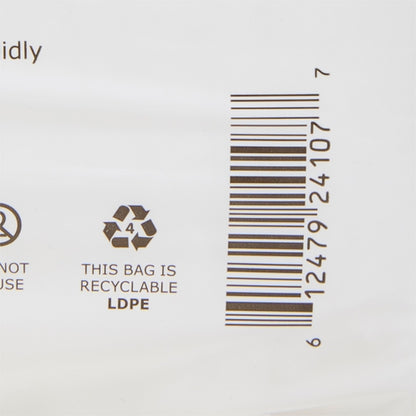 idly
4
NOT
USE
THIS BAG IS
RECYCLABLE
LDPE
6 12479 24107 7